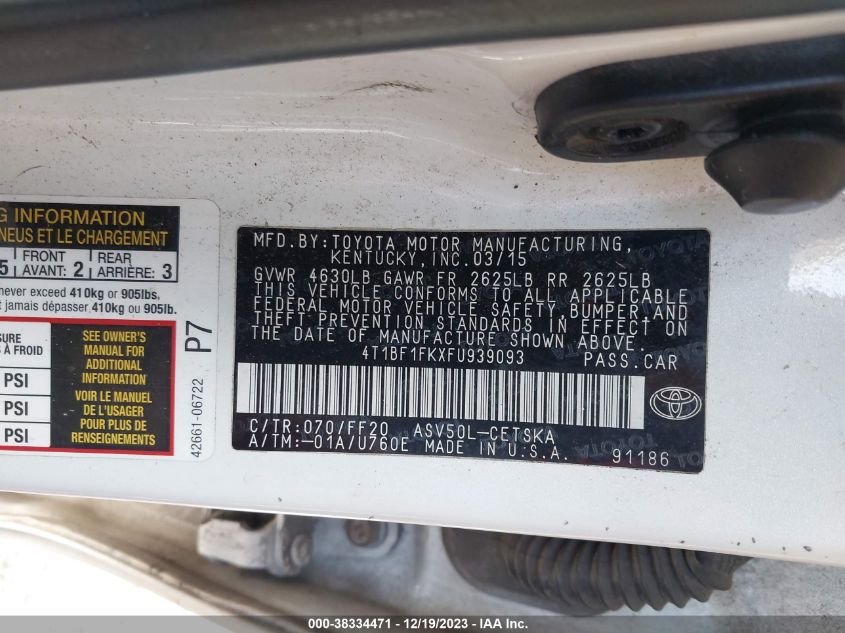 G INFORMATION
NEUS ET LE CHARGEMENT
5 FRONT REAR
AVANT: 2 ARRIÈRE: 3
never exceed 410kg or 905lbs.
t jamais dépasser 410kg ou 905lb.
SURE
À FROID
PSI
PSI
PSI
SEE OWNER'S
MANUAL FOR
ADDITIONAL
INFORMATION
VOIR LE MANUEL
DE L'USAGER
POUR PLUS DE
RENSEIGNEMENTS
P7
42661-06722
MFD.BY:TOYOTA MOTOR MANUFACTURING,
KENTUCKY, INC.03/15
GVWR 4630LB GAWR FR 2625LB RR 2625LB
THIS VEHICLE CONFORMS TO ALL APPLICABLE
FEDERAL MOTOR VEHICLE SAFETY,BUMPER,AND
THEFT PREVENTION STANDARDS IN EFFECT ON
THE DATE OF MANUFACTURE SHOWN ABOVE.
4T1BF1FKXFU939093 PASS.CAR
C/TR:070/FF20 ASV50L-CETSKA
A/TM:-01A/U760E MADE IN U.S.A. 91186
TOYOTA
000-38334471 - 12/19/2023 - IAA Inc.